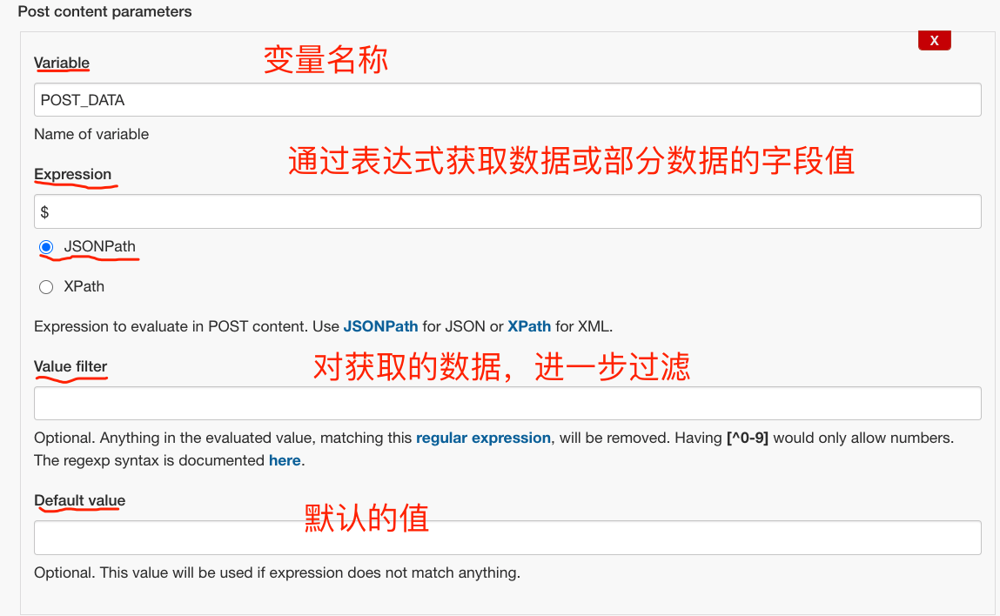 Post content parameters
X
Variable
变量名称
POST_DATA
Name of variable
通过表达式获取数据或部分数据的字段值
Expression
$
JSONPath
XPath
Expression to evaluate in POST content. Use JSONPath for JSON or XPath for XML.
Value filter
对获取的数据，进一步过滤
Optional. Anything in the evaluated value, matching this regular expression, will be removed. Having [^0-9] would only allow numbers.
The regexp syntax is documented here.
Default value
默认的值
Optional. This value will be used if expression does not match anything.